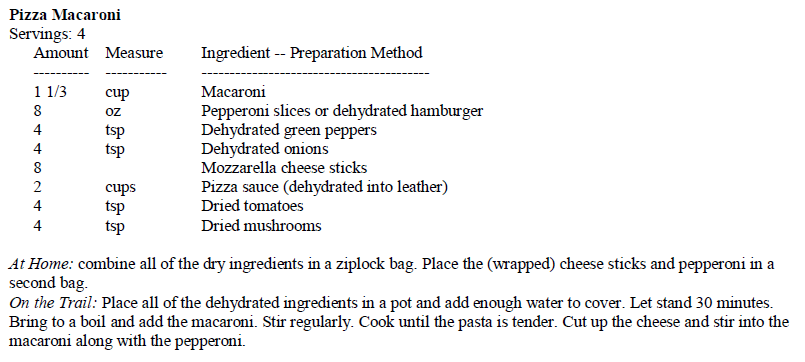 Pizza Macaroni
Servings: 4
Amount Measure Ingredient -- Preparation Method
---------- ----------- -----------------------------------------
1 1/3 cup Macaroni
8 oz Pepperoni slices or dehydrated hamburger
4 tsp Dehydrated green peppers
4 tsp Dehydrated onions
8 Mozzarella cheese sticks
2 cups Pizza sauce (dehydrated into leather)
4 tsp Dried tomatoes
4 tsp Dried mushrooms
At Home: combine all of the dry ingredients in a ziplock bag. Place the (wrapped) cheese sticks and pepperoni in a
second bag.
On the Trail: Place all of the dehydrated ingredients in a pot and add enough water to cover. Let stand 30 minutes.
Bring to a boil and add the macaroni. Stir regularly. Cook until the pasta is tender. Cut up the cheese and stir into the
macaroni along with the pepperoni.